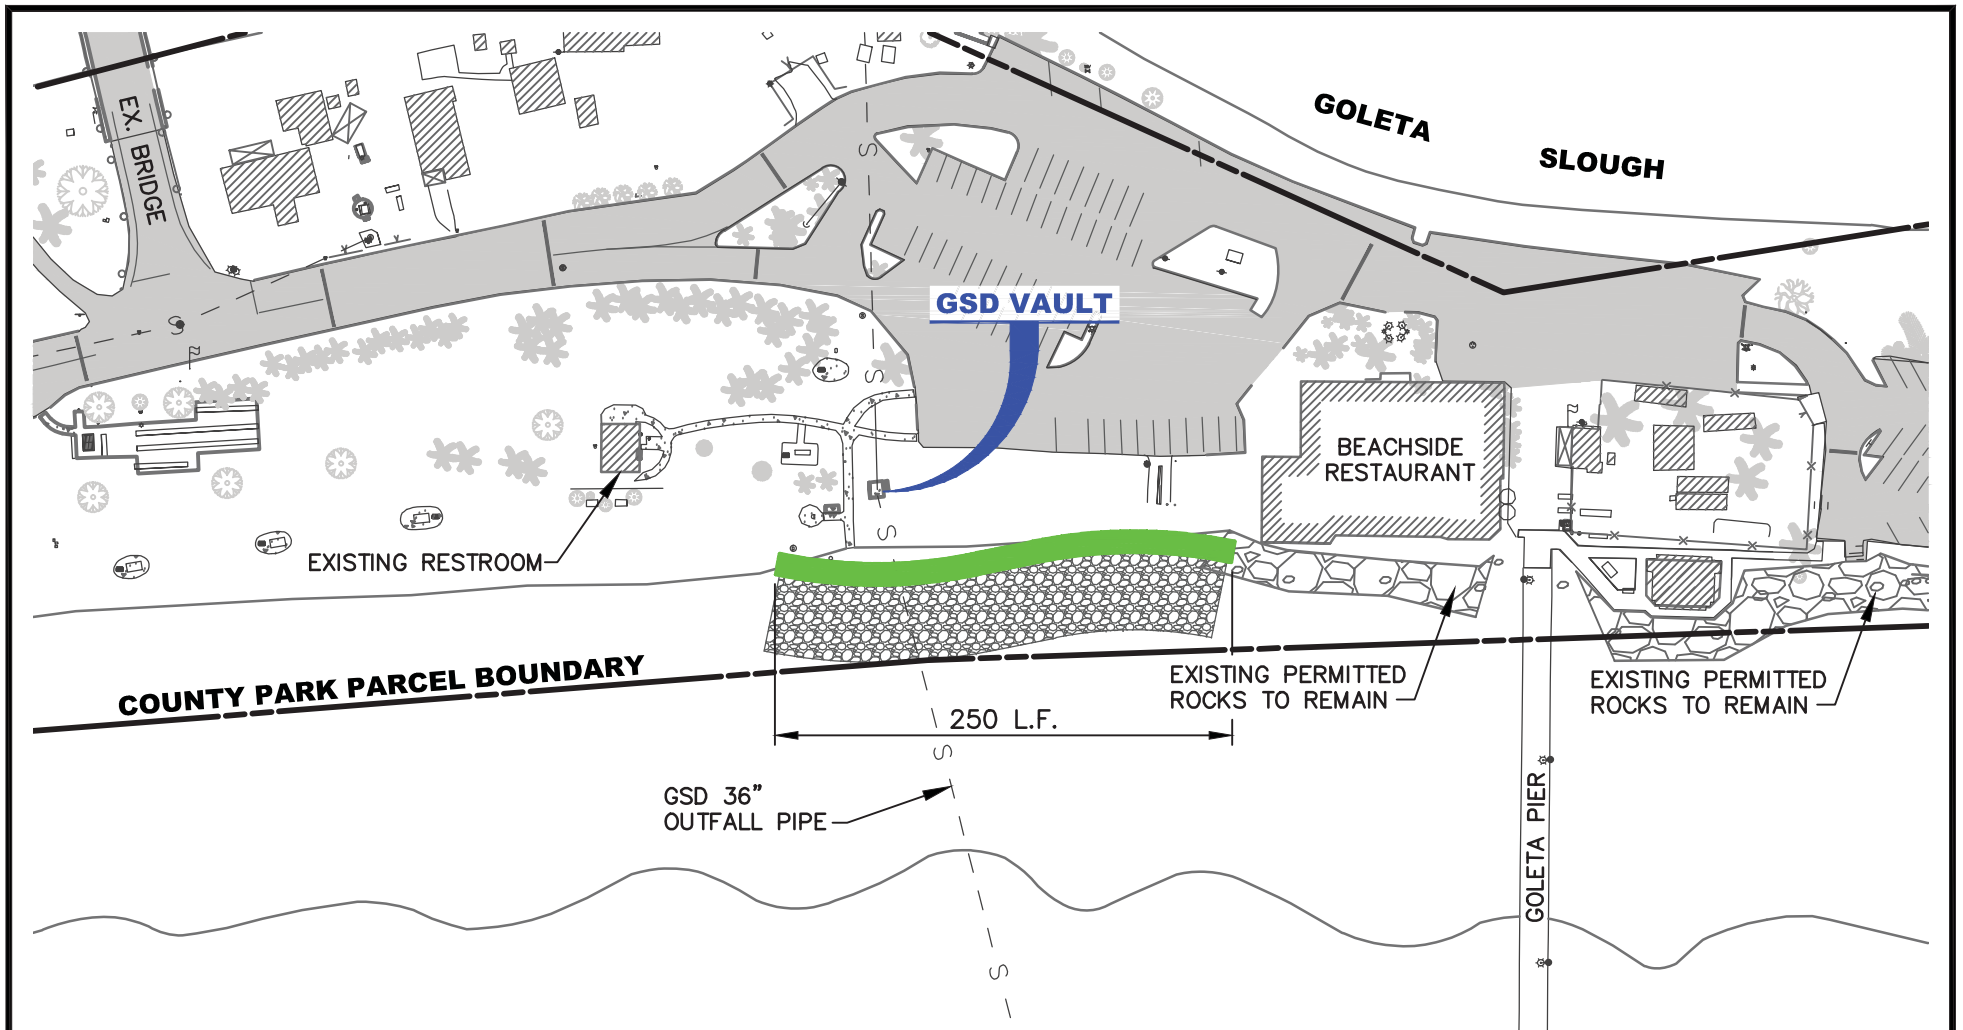 EX. BRIDGE
GOLETA SLOUGH
S
GSD VAULT
S
BEACHSIDE
RESTAURANT
S
EXISTING RESTROOM
COUNTY PARK PARCEL BOUNDARY
EXISTING PERMITTED
ROCKS TO REMAIN
EXISTING PERMITTED
ROCKS TO REMAIN
250 L.F.
S
GSD 36”
OUTFALL PIPE
GOLETA PIER
S